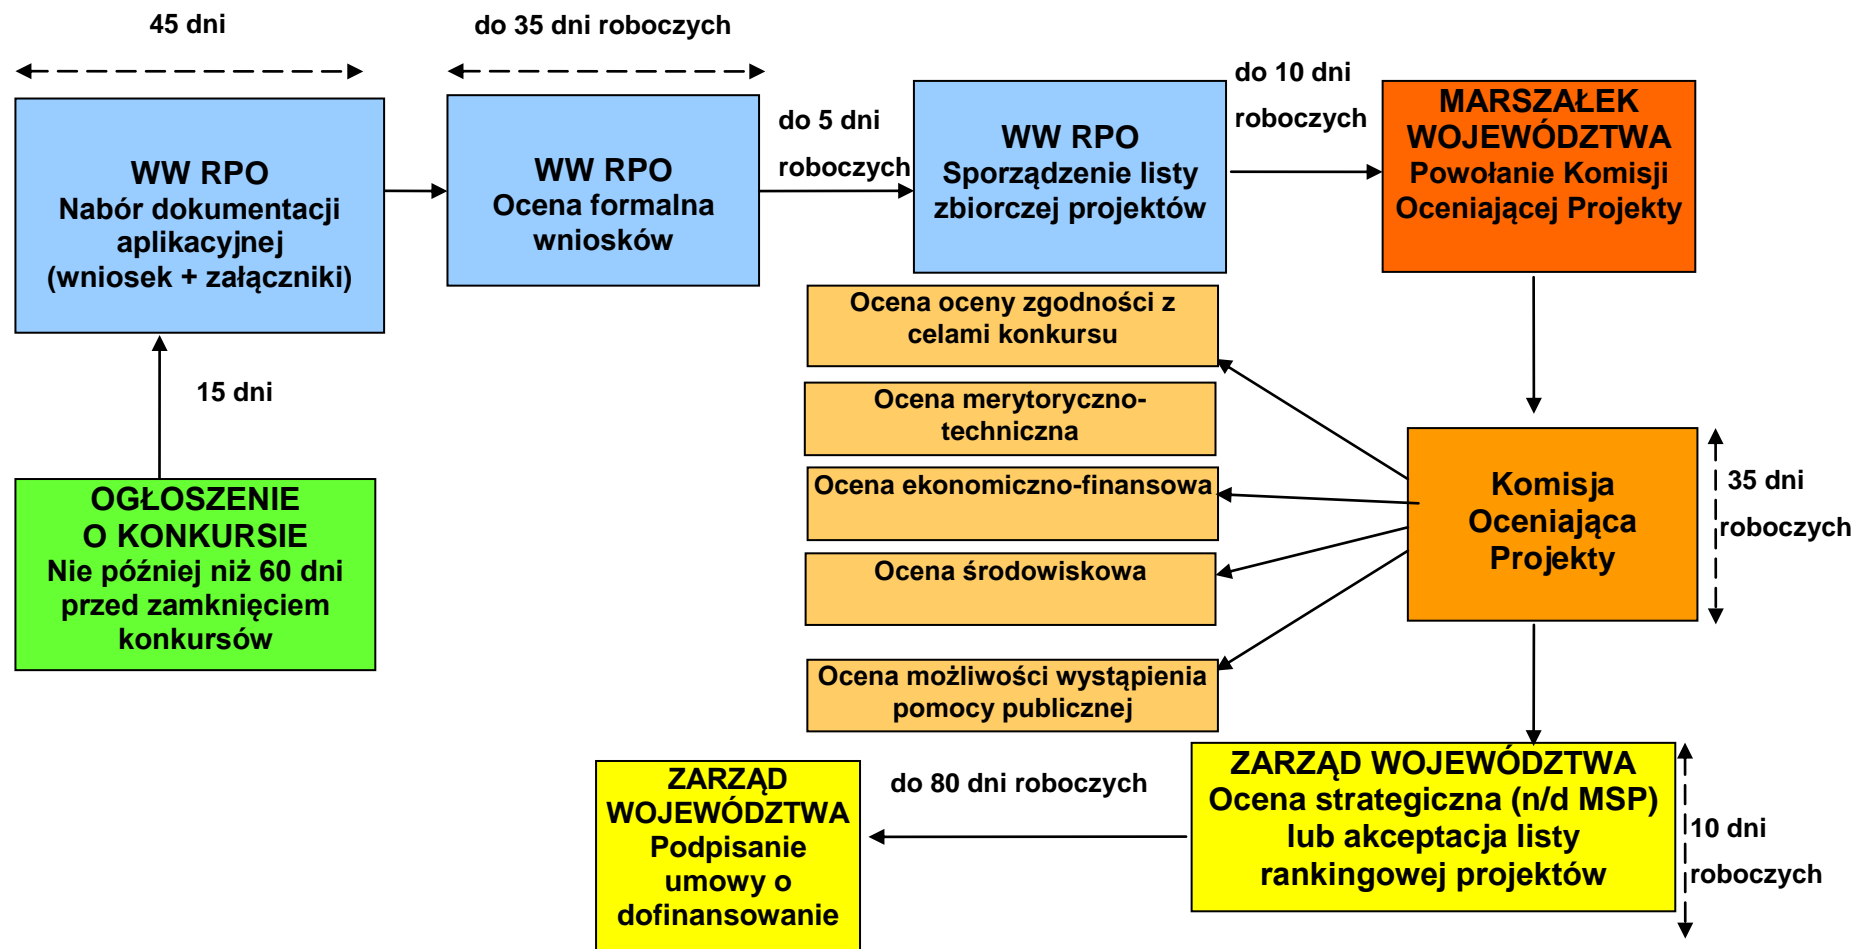 45 dni
do 35 dni roboczych
WW RPO
Nabór dokumentacji
aplikacyjnej
(wniosek + załączniki)
WW RPO
Ocena formalna
wniosków
do 5 dni
roboczych
WW RPO
Sporządzenie listy
zbiorczej projektów
do 10 dni
roboczych
MARSZAŁEK
WOJEWÓDZTWA
Powołanie Komisji
Oceniającej Projekty
15 dni
OGŁOSZENIE
O KONKURSIE
Nie później niż 60 dni
przed zamknięciem
konkursów
Ocena oceny zgodności z
celami konkursu
Ocena merytoryczno-
techniczna
Ocena ekonomiczno-finansowa
Ocena środowiskowa
Ocena możliwości wystąpienia
pomocy publicznej
Komisja
Oceniająca
Projekty
35 dni
roboczych
ZARZĄD WOJEWÓDZTWA
Ocena strategiczna (n/d MSP)
lub akceptacja listy
rankingowej projektów
10 dni
roboczych
do 80 dni roboczych
ZARZĄD
WOJEWÓDZTWA
Podpisanie
umowy o
dofinansowanie